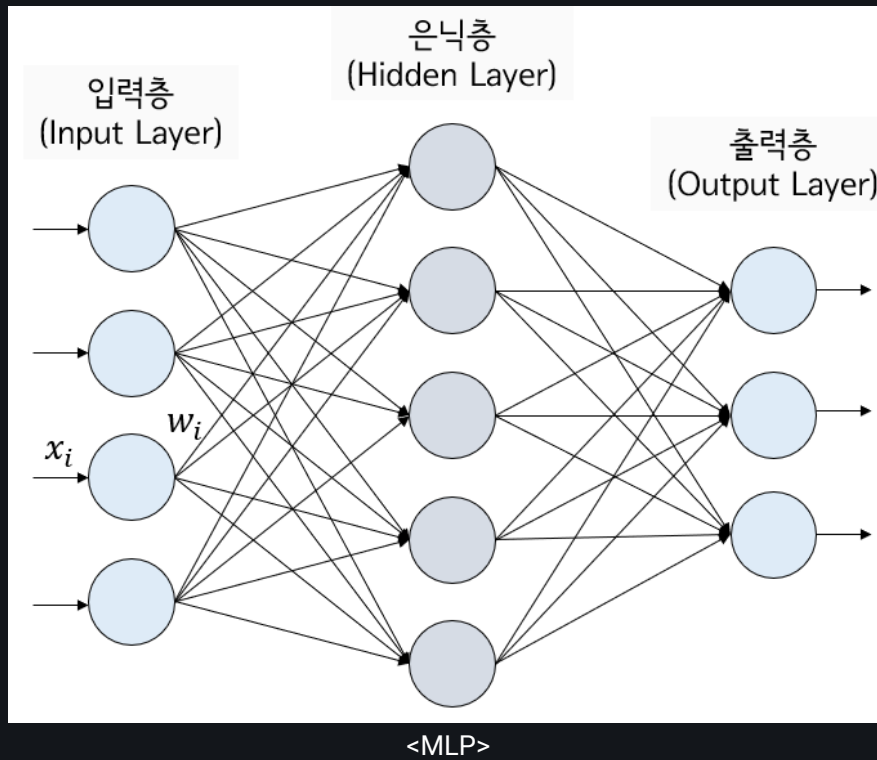 은닉층
(Hidden Layer)
입력층
(Input Layer)
출력층
(Output Layer)
w_i
x_i
<MLP>